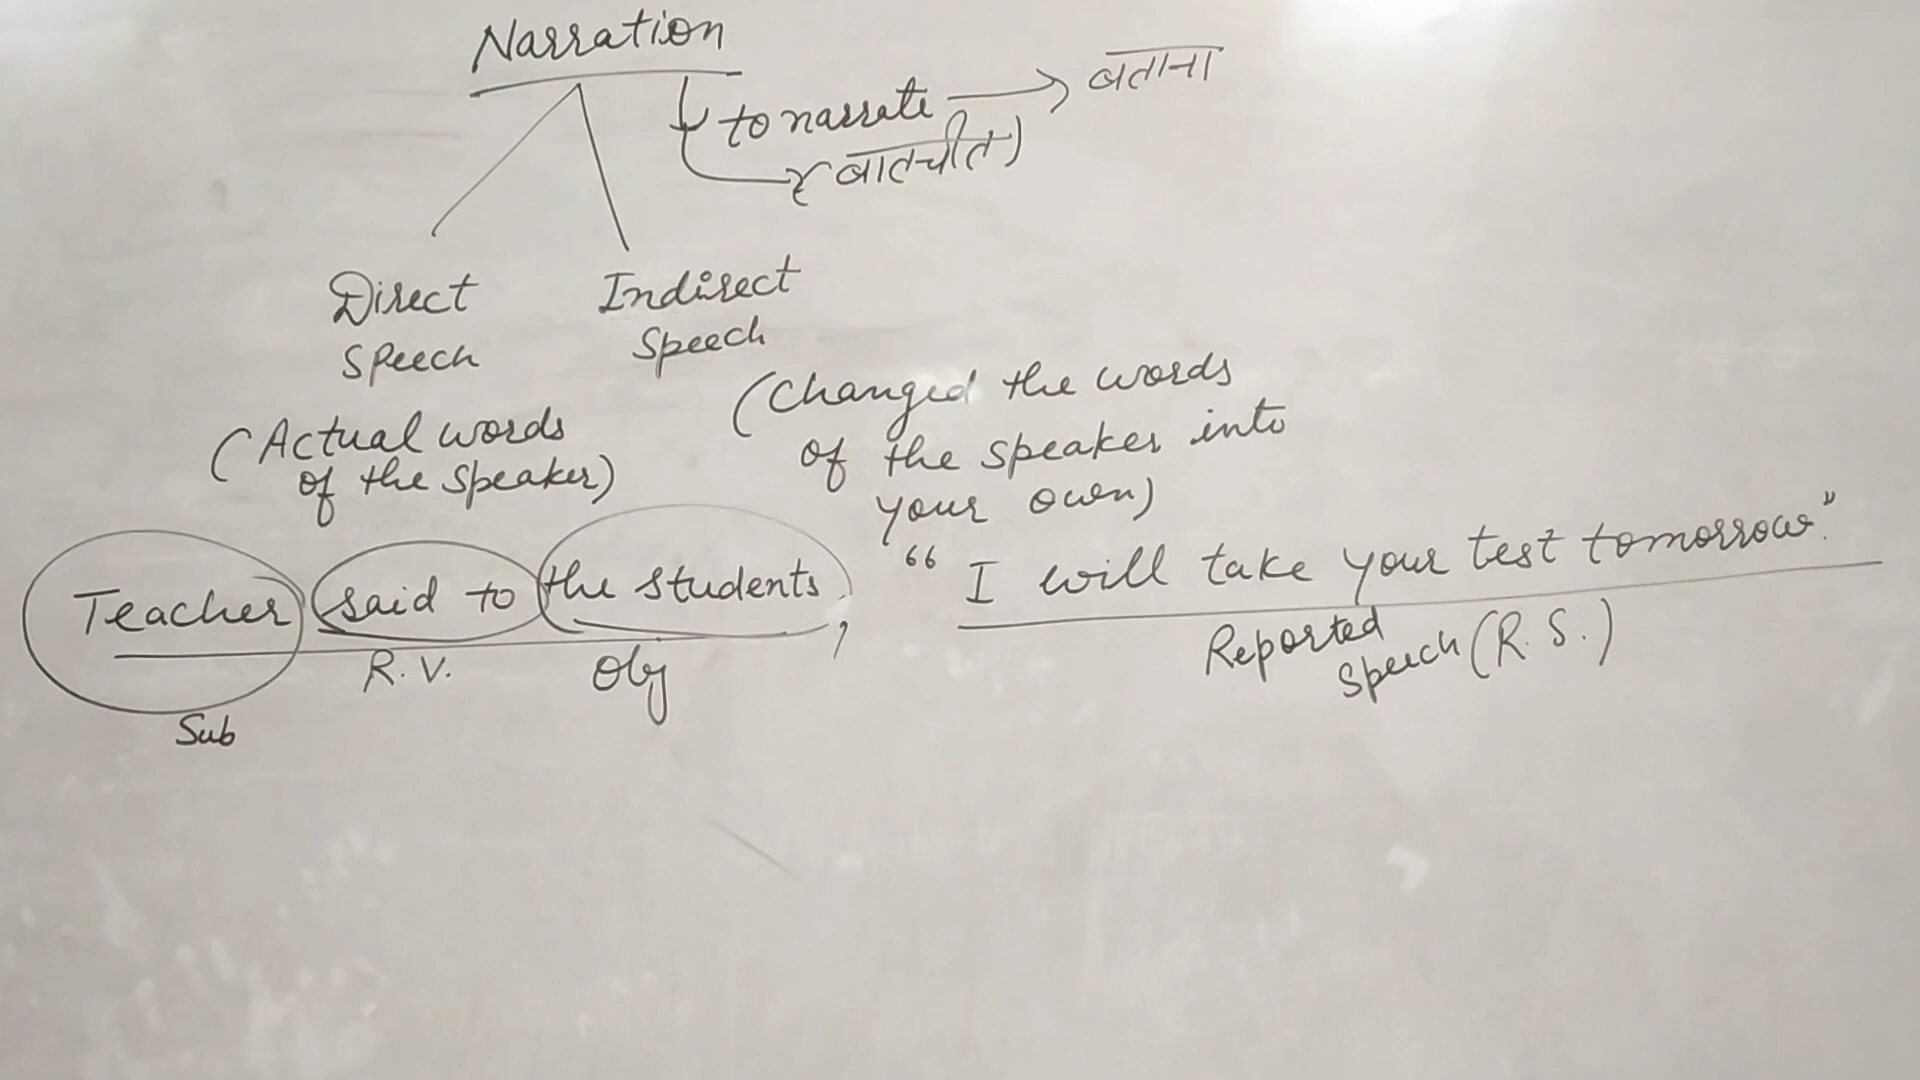 Narration
to narrate → बताना
(बातचीत)
Direct Speech
Indirect Speech
(Actual words
of the speaker)
(Changed the words
of the speaker into
your own)
Teacher said to the students, "I will take your test tomorrow."
Sub
R.V.
Obj
Reported
Speech (R.S.)